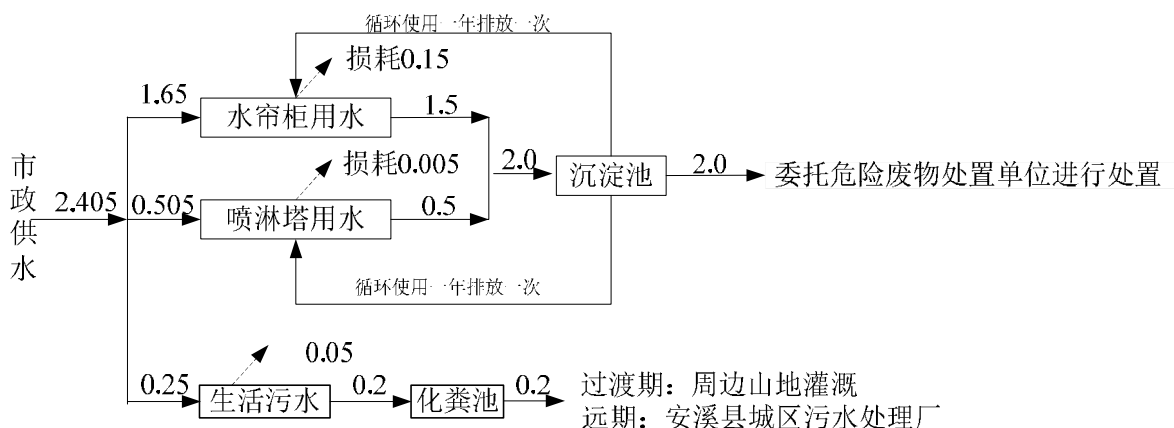 循环使用一年排放一次
损耗0.15
1.65
水帘柜用水
1.5
市政供水
2.405
损耗0.005
2.0
沉淀池
2.0
委托危险废物处置单位进行处置
0.505
喷淋塔用水
0.5
循环使用一年排放一次
0.05
0.25
生活污水
0.2
化粪池
0.2
过渡期：周边山地灌溉
远期：安溪县城区污水处理厂